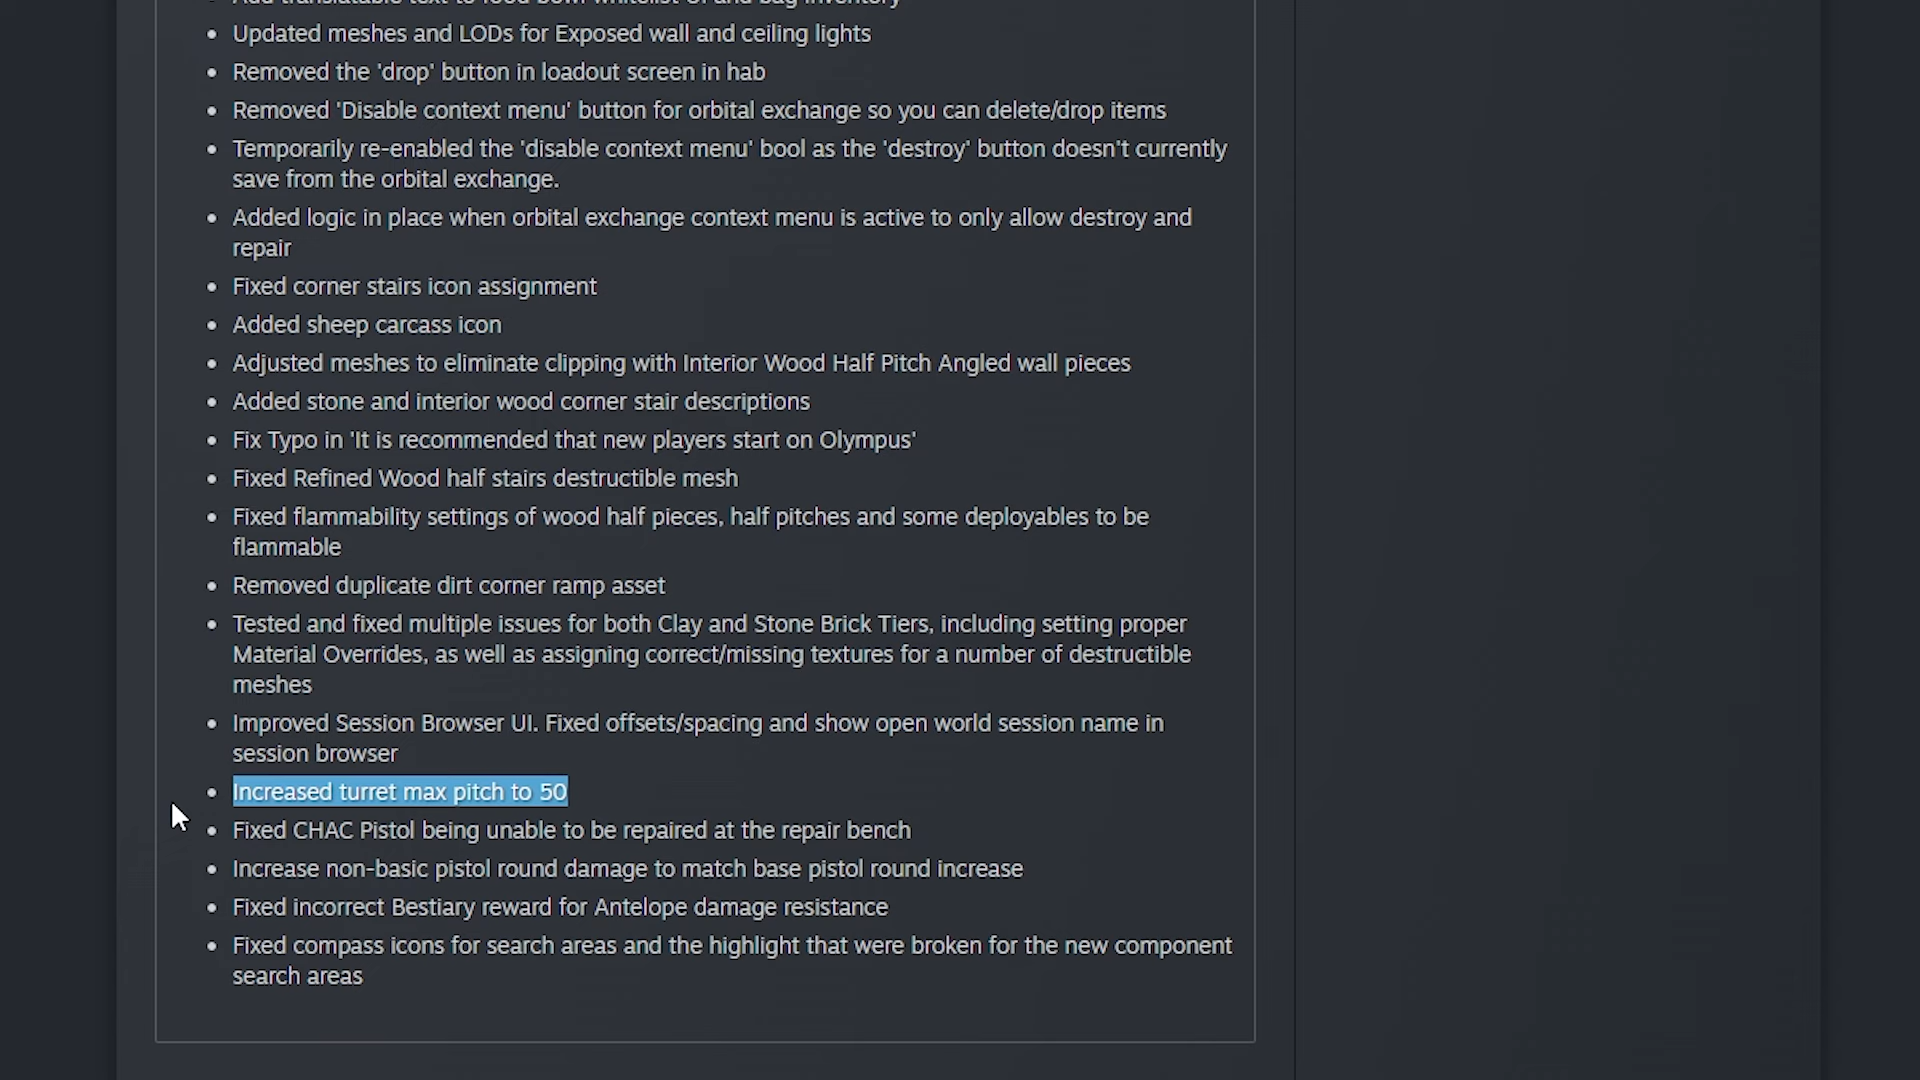 Add translatable text to food bowl whitelist UI and bag inventory
Updated meshes and LODs for Exposed wall and ceiling lights
Removed the 'drop' button in loadout screen in hab
Removed 'Disable context menu' button for orbital exchange so you can delete/drop items
Temporarily re-enabled the 'disable context menu' bool as the 'destroy' button doesn't currently
save from the orbital exchange.
Added logic in place when orbital exchange context menu is active to only allow destroy and
repair
Fixed corner stairs icon assignment
Added sheep carcass icon
Adjusted meshes to eliminate clipping with Interior Wood Half Pitch Angled wall pieces
Added stone and interior wood corner stair descriptions
Fix Typo in 'It is recommended that new players start on Olympus'
Fixed Refined Wood half stairs destructible mesh
Fixed flammability settings of wood half pieces, half pitches and some deployables to be
flammable
Removed duplicate dirt corner ramp asset
Tested and fixed multiple issues for both Clay and Stone Brick Tiers, including setting proper
Material Overrides, as well as assigning correct/missing textures for a number of destructible
meshes
Improved Session Browser UI. Fixed offsets/spacing and show open world session name in
session browser
Increased turret max pitch to 50
Fixed CHAC Pistol being unable to be repaired at the repair bench
Increase non-basic pistol round damage to match base pistol round increase
Fixed incorrect Bestiary reward for Antelope damage resistance
Fixed compass icons for search areas and the highlight that were broken for the new component
search areas